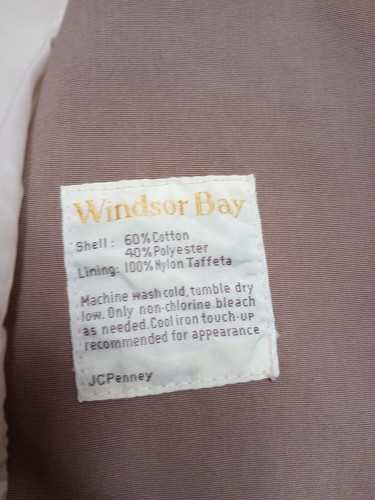 Windsor Bay
Shell: 60% Cotton
40% Polyester
Lining: 100% Nylon Taffeta
Machine wash cold, tumble dry
low. Only non-chlorine bleach
as needed. Cool iron touch-up
recommended for appearance
JCPenney